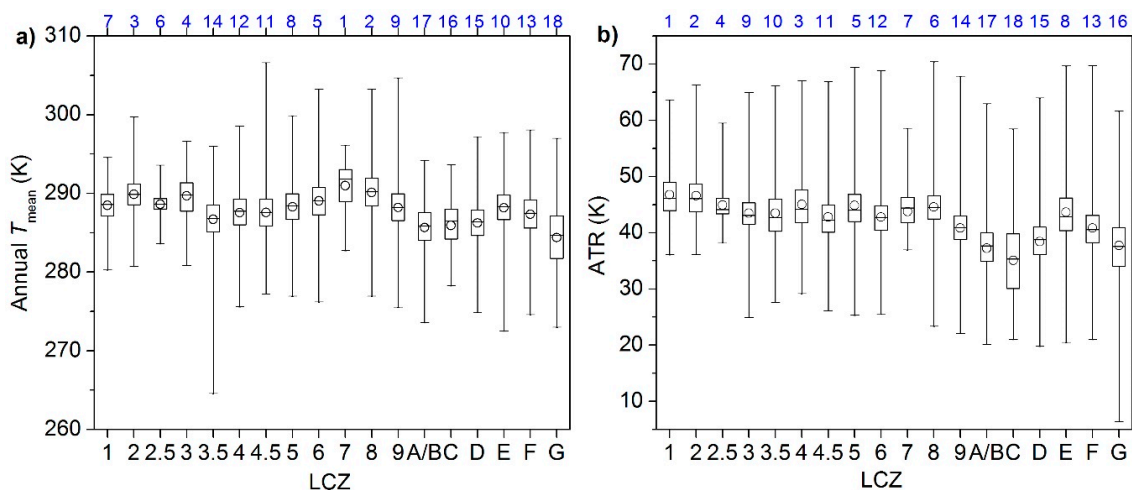 7 3 6 4 14 12 11 8 5 1 2 9 17 16 15 10 13 18
a)
310
300
290
280
270
260
Annual Tmean (K)
1 2 2.5 3 3.5 4 4.5 5 6 7 8 9 A/B C D E F G
LCZ
1 2 4 9 10 3 11 5 12 7 6 14 17 18 15 8 13 16
b)
70
60
50
40
30
20
10
ATR (K)
1 2 2.5 3 3.5 4 4.5 5 6 7 8 9 A/B C D E F G
LCZ